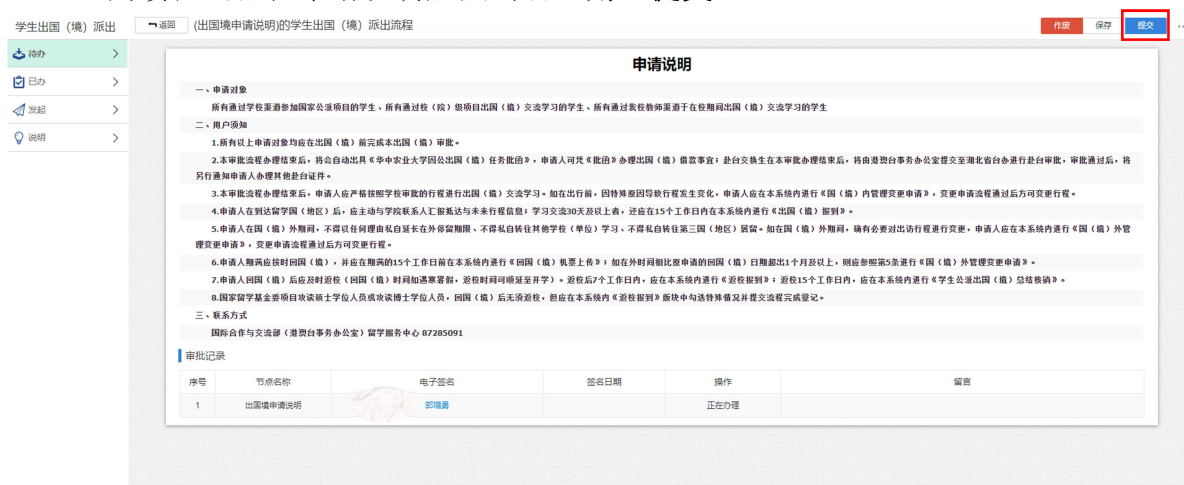 学生出国（境）派出
返回 (出国境申请说明)的学生出国（境）派出流程
作废 保存 提交
待办
已办
发起
说明
申请说明
一、申请对象
所有通过学校渠道参加国家公派项目的学生、所有通过校（院）级项目出国（境）交流学习的学生、所有通过我校教师渠道于在校期间出国（境）交流学习的学生
二、用户须知
1.所有以上申请对象均应在出国（境）前完成本出国（境）审批。
2.本审批流程办理结束后，将会自动出具《华中农业大学因公出国（境）任务批函》，申请人可凭《批函》办理出国（境）借款事宜；赴台交换生在本审批办理结束后，将由港澳台事务办公室提交至湖北省台办进行赴台审批，审批通过后，将
另行通知申请人办理其他赴台证件。
3.本审批流程办理结束后，申请人应严格按照学校审批的行程进行出国（境）交流学习。如在出行前，因特殊原因导致行程发生变化，申请人应在本系统内进行《国（境）内管理变更申请》，变更申请流程通过后方可变更行程。
4.申请人在到达留学国（地区）后，应主动与学院联系人汇报抵达与未来行程信息；学习交流30天及以上者，还应在15个工作日内在本系统内进行《出国（境）报到》。
5.申请人在国（境）外期间，不得以任何理由私自延长在外停留期限、不得私自转往其他学校（单位）学习、不得私自转往第三国（地区）居留。如在国（境）外期间，确有必要对出访行程进行变更，申请人应在本系统内进行《国（境）外管
理变更申请》，变更申请流程通过后方可变更行程。
6.申请人期满应按时回国（境），并应在期满的15个工作日前在本系统进行《回国（境）机票上传》；如在外时间相比原申请的回国（境）日期超出1个月及以上，则应参照第5条进行《国（境）外管理变更申请》。
7.申请人回国（境）后应及时返校（回国（境）时间如遇寒暑假，返校时间可顺延至开学）。返校后7个工作日内，应在本系统内进行《返校报到》；返校15个工作日内，应在本系统内进行《学生公派出国（境）总结核销》。
8.国家留学基金委项目攻读硕士学位人员或攻读博士学位人员，回国（境）后无须返校，但应在本系统内《返校报到》版块中勾选特殊情况并提交流程完成登记。
三、联系方式
国际合作与交流部（港澳台事务办公室）留学服务中心 87285091
审批记录
序号 节点名称 电子签名 签名日期 操作 留言
1 出国境申请说明 郭增勇 正在办理